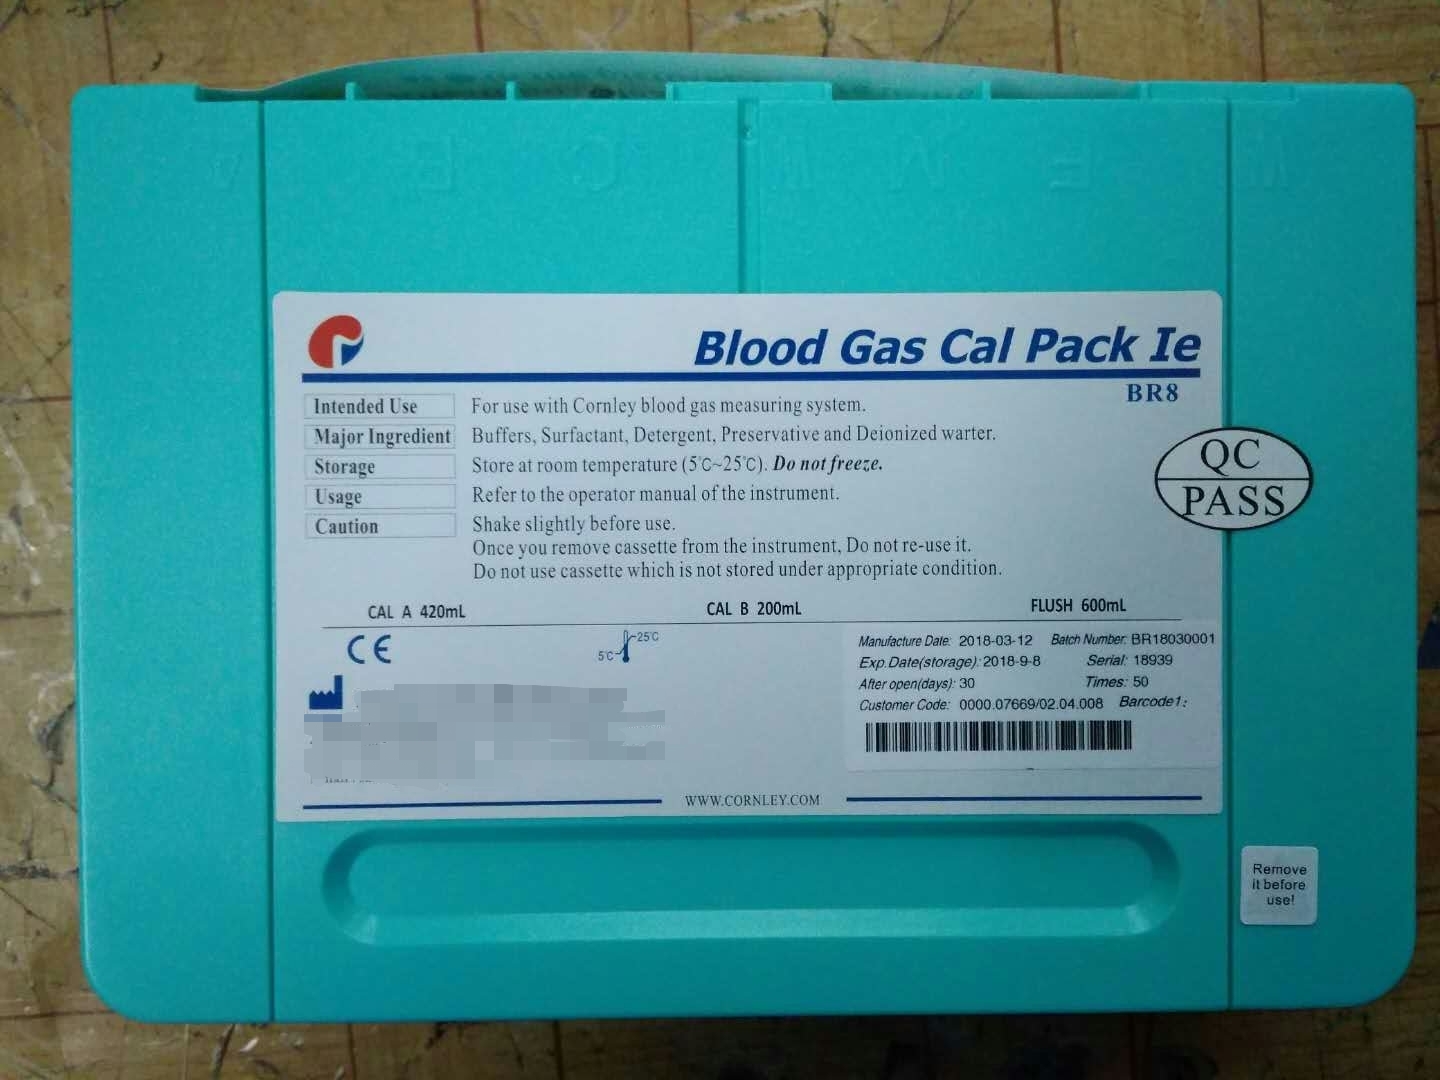 A B C W E
Blood Gas Cal Pack Ie
BR8
Intended Use For use with Cornley blood gas measuring system.
Major Ingredient Buffers, Surfactant, Detergent, Preservative and Deionized warter.
Storage Store at room temperature (5℃~25℃). Do not freeze.
Usage Refer to the operator manual of the instrument.
Caution Shake slightly before use.
Once you remove cassette from the instrument, Do not re-use it.
Do not use cassette which is not stored under appropriate condition.
QC
PASS
CAL A 420mL CAL B 200mL FLUSH 600mL
CE
25℃
5℃
Manufacture Date: 2018-03-12 Batch Number: BR18030001
Exp.Date(storage): 2018-9-8 Serial: 18939
After open(days): 30 Times: 50
Customer Code: 0000.07669/02.04.008 Barcode1:
WWW.CORNLEY.COM
Remove
it before
use!